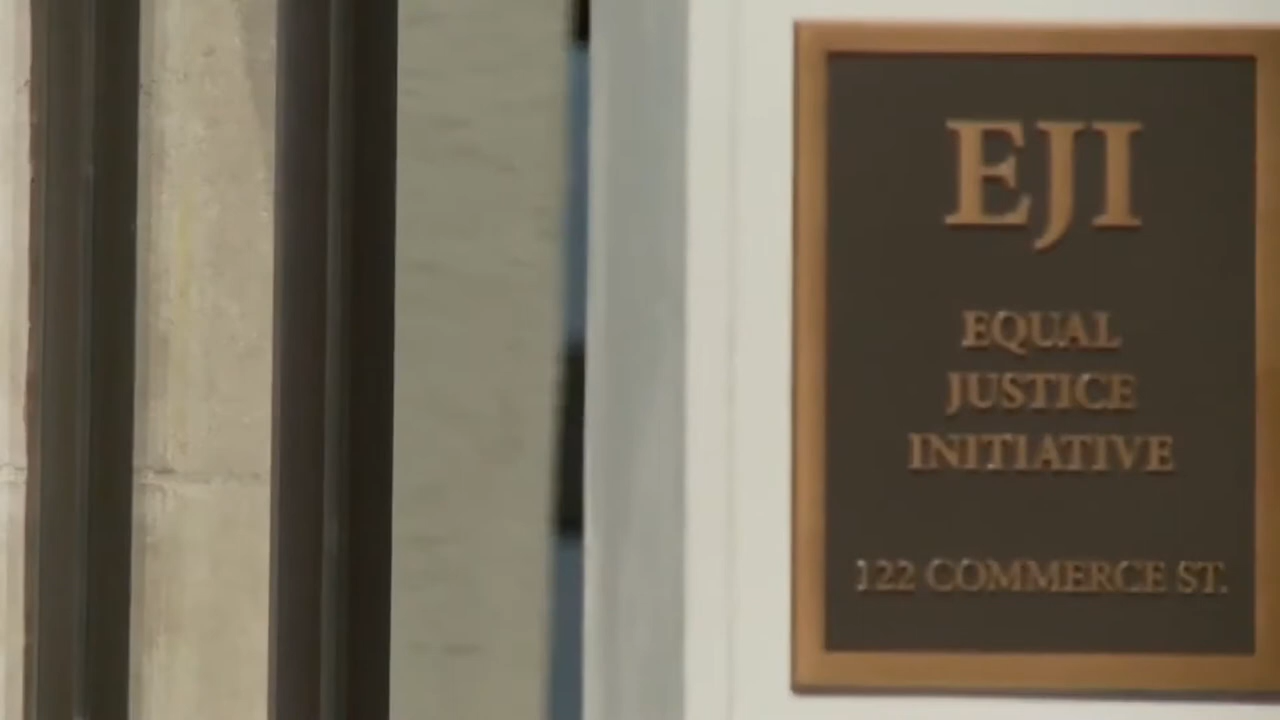 EJI
EQUAL
JUSTICE
INITIATIVE
122 COMMERCE ST.